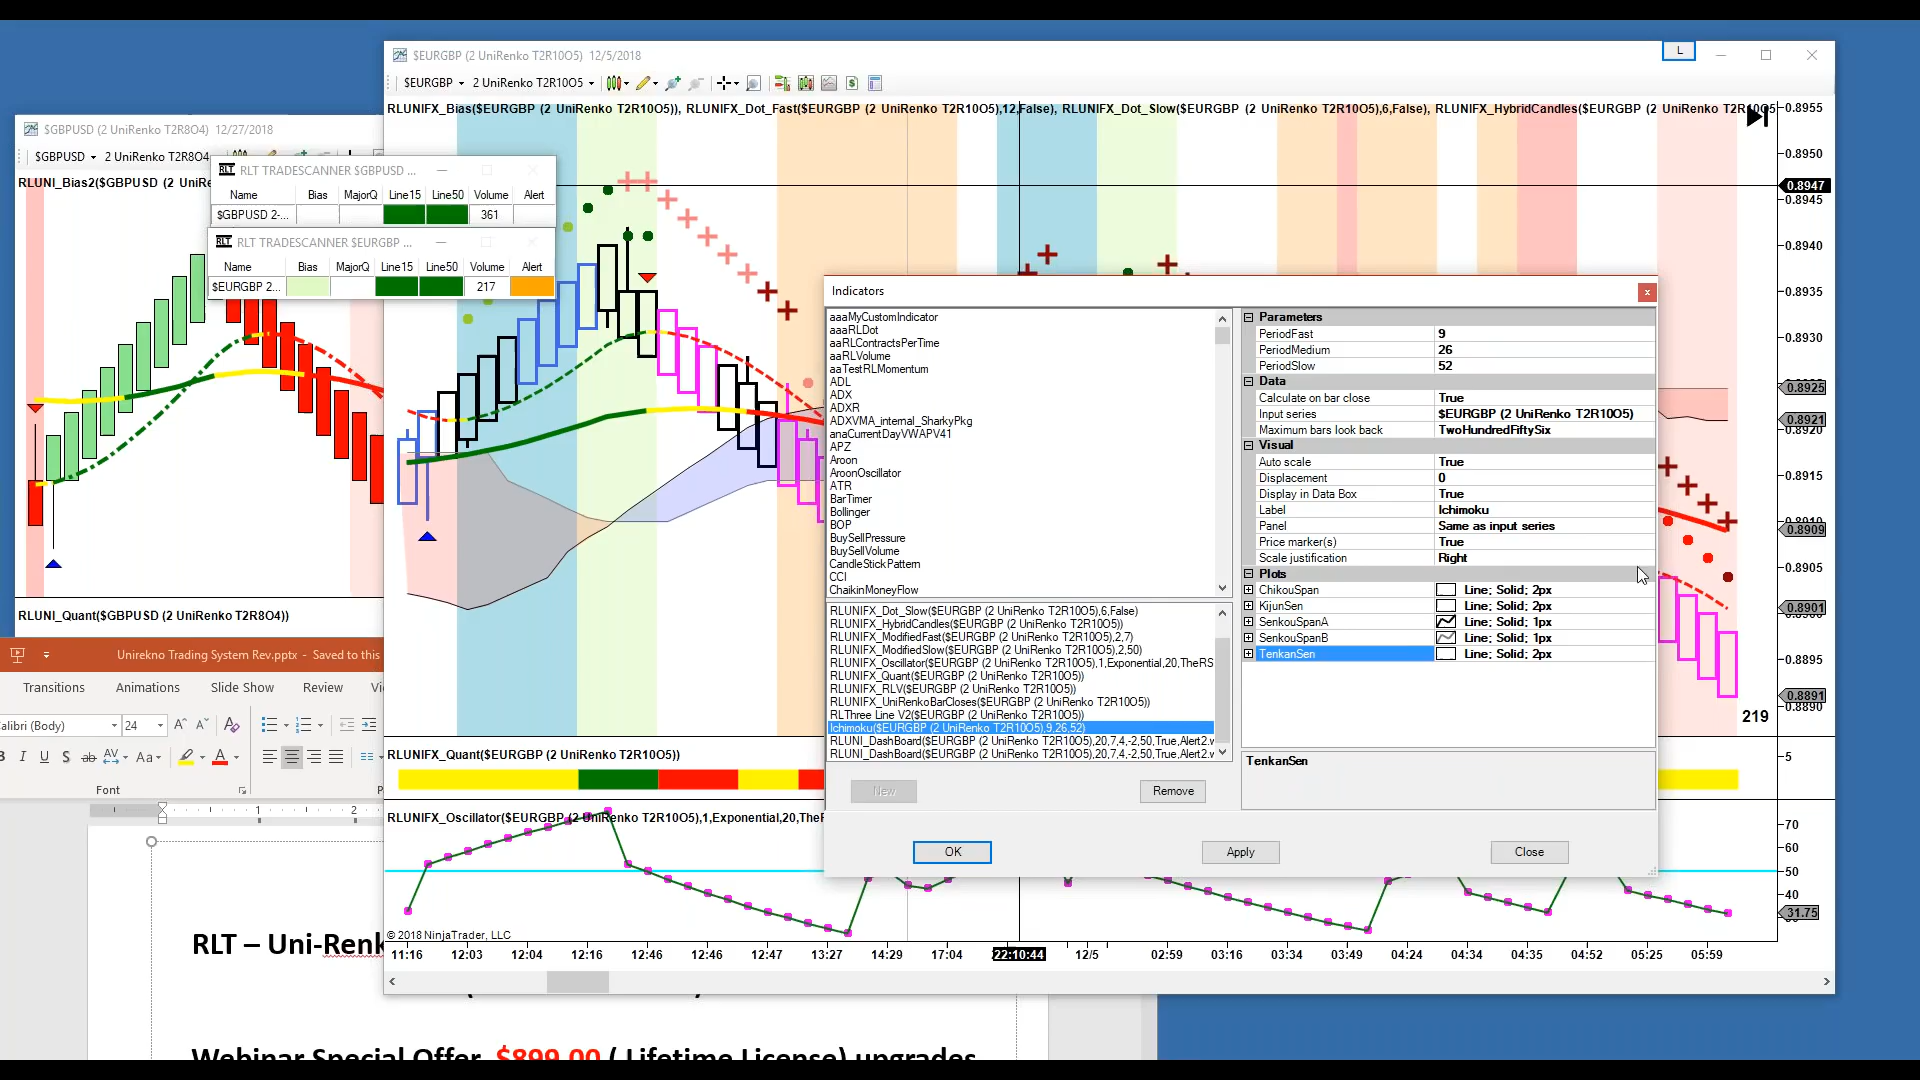 $EURGBP (2 UniRenko T2R10O5)  12/5/2018
L
$EURGBP
2 UniRenko T2R10O5
RLUNIFX_Bias($EURGBP (2 UniRenko T2R10O5)), RLUNIFX_Dot_Fast($EURGBP (2 UniRenko T2R10O5),12,False), RLUNIFX_Dot_Slow($EURGBP (2 UniRenko T2R10O5),6,False), RLUNIFX_HybridCandles($EURGBP (2 UniRenko T2R10O5
$GBPUSD (2 UniRenko T2R8O4)  12/27/2018
$GBPUSD
2 UniRenko T2R8O4
RLUNI_Bias2($GBPUSD (2 UniRe
RLT TRADESCANNER $GBPUSD ...
Name Bias MajorQ Line15 Line50 Volume Alert
$GBPUSD 2-... 361
RLT TRADESCANNER $EURGBP ...
Name Bias MajorQ Line15 Line50 Volume Alert
$EURGBP 2... 217
RLUNI_Quant($GBPUSD (2 UniRenko T2R8O4))
Indicators
aaaMyCustomIndicator
aaaRLDot
aaRLContractsPerTime
aaRLVolume
aaTestRLMomentum
ADL
ADX
ADXR
ADXVMA_internal_SharkyPkg
anaCurrentDayVWAPV41
APZ
Aroon
AroonOscillator
ATR
BarTimer
Bollinger
BOP
BuySellPressure
BuySellVolume
CandleStickPattern
CCI
ChaikinMoneyFlow
RLUNIFX_Dot_Slow($EURGBP (2 UniRenko T2R10O5),6,False)
RLUNIFX_HybridCandles($EURGBP (2 UniRenko T2R10O5))
RLUNIFX_ModifiedFast($EURGBP (2 UniRenko T2R10O5),2,7)
RLUNIFX_ModifiedSlow($EURGBP (2 UniRenko T2R10O5),2,50)
RLUNIFX_Oscillator($EURGBP (2 UniRenko T2R10O5),1,Exponential,20,TheRS
RLUNIFX_Quant($EURGBP (2 UniRenko T2R10O5))
RLUNIFX_RLV($EURGBP (2 UniRenko T2R10O5))
RLUNIFX_UniRenkoBarCloses($EURGBP (2 UniRenko T2R10O5))
RLThree Line V2($EURGBP (2 UniRenko T2R10O5))
Ichimoku($EURGBP (2 UniRenko T2R10O5),9,26,52)
RLUNI_DashBoard($EURGBP (2 UniRenko T2R10O5),20,7,4,-2,50,True,Alert2.w
RLUNI_DashBoard($EURGBP (2 UniRenko T2R10O5),20,7,4,-2,50,True,Alert2.w
New
Remove
OK
Apply
Close
Parameters
PeriodFast 9
PeriodMedium 26
PeriodSlow 52
Data
Calculate on bar close True
Input series $EURGBP (2 UniRenko T2R10O5)
Maximum bars look back TwoHundredFiftySix
Visual
Auto scale True
Displacement 0
Display in Data Box True
Label Ichimoku
Panel Same as input series
Price marker(s) True
Scale justification Right
Plots
ChikouSpan Line; Solid; 2px
KijunSen Line; Solid; 2px
SenkouSpanA Line; Solid; 1px
SenkouSpanB Line; Solid; 1px
TenkanSen Line; Solid; 2px
TenkanSen
0.8955
0.8950
0.8947
0.8945
0.8940
0.8935
0.8930
0.8925
0.8921
0.8920
0.8915
0.8910
0.8909
0.8905
0.8901
0.8895
0.8891
0.8890
219
5
70
60
50
40
31.75
RLUNIFX_Quant($EURGBP (2 UniRenko T2R10O5))
RLUNIFX_Oscillator($EURGBP (2 UniRenko T2R10O5),1,Exponential,20,TheR
© 2018 NinjaTrader, LLC
11:16 12:03 12:04 12:16 12:46 12:46 12:47 13:27 14:29 17:04 22:10:44 12/5 02:59 03:16 03:34 03:49 04:24 04:34 04:35 04:52 05:25 05:59
Unirekno Trading System Rev.pptx - Saved to this
Transitions Animations Slide Show Review Vi
alibri (Body) 24
Font
1 2
RLT – Uni-Renk
Webinar Special Offer $899.00 ( Lifetime License) upgrades